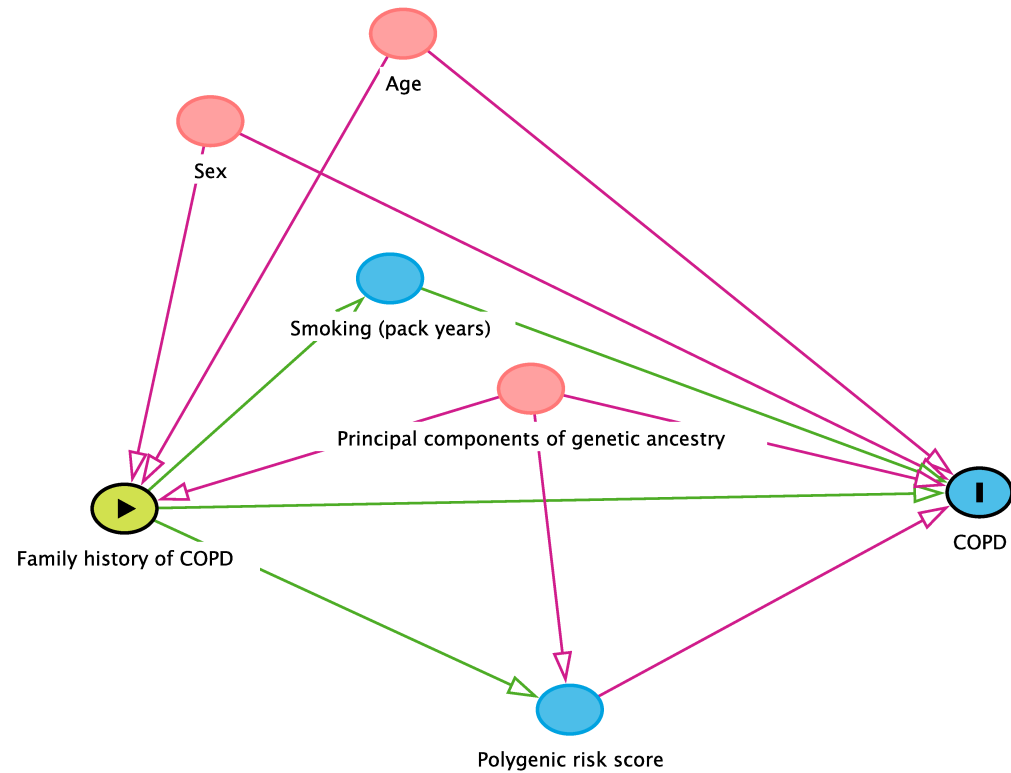 Age
Sex
Smoking (pack years)
Principal components of genetic ancestry
Family history of COPD
COPD
Polygenic risk score